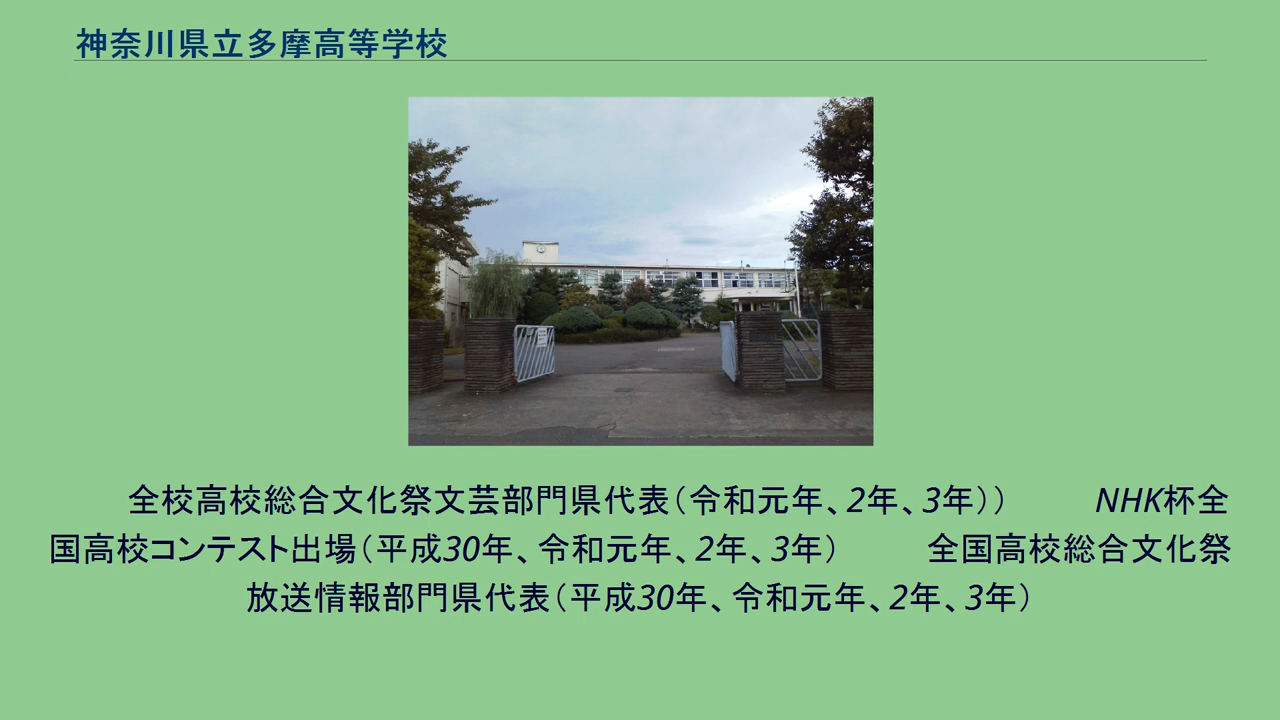 神奈川県立多摩高等学校
全校高校総合文化祭文芸部門県代表（令和元年、2年、3年）） NHK杯全
国高校コンテスト出場（平成30年、令和元年、2年、3年） 全国高校総合文化祭
放送情報部門県代表（平成30年、令和元年、2年、3年）